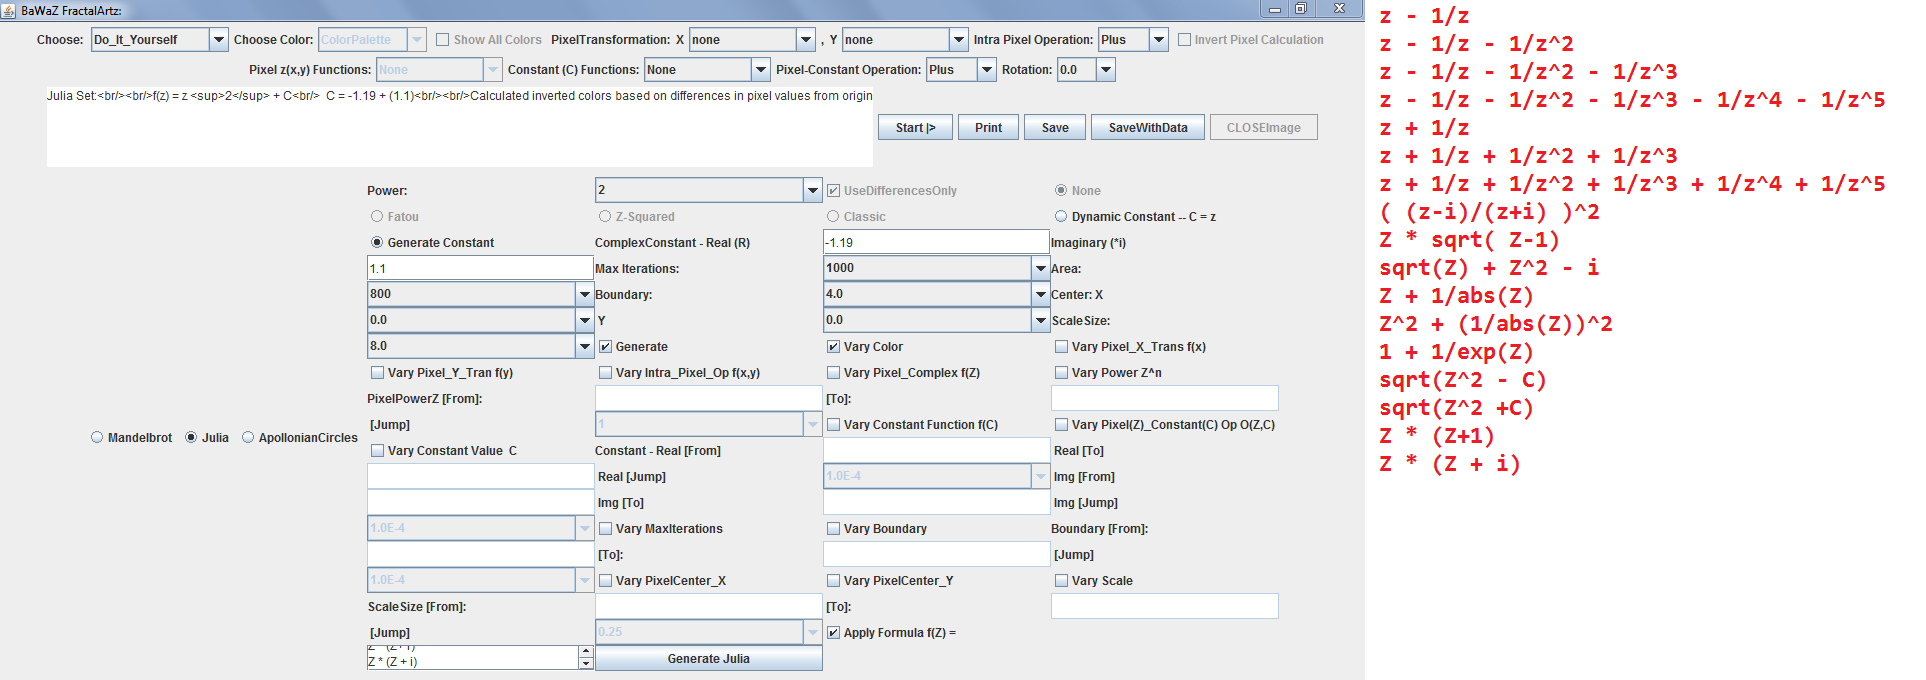 BaWaZ FractalArtz:
Choose: Do_It_Yourself Choose Color: ColorPalette Show All Colors PixelTransformation: X none , Y none Intra Pixel Operation: Plus Invert Pixel Calculation
Pixel z(x,y) Functions: None Constant (C) Functions: None Pixel-Constant Operation: Plus Rotation: 0.0
Julia Set:<br/><br/>f(z) = z <sup>2</sup> + C<br/> C = -1.19 + (1.1)<br/><br/>Calculated inverted colors based on differences in pixel values from origin
Start |> Print Save SaveWithData CLOSEImage
Power: 2 UseDifferencesOnly None
Fatou Z-Squared Classic Dynamic Constant -- C = z
Generate Constant ComplexConstant - Real (R) -1.19 Imaginary (*i)
1.1 Max Iterations: 1000 Area:
800 Boundary: 4.0 Center: X
0.0 Y 0.0 ScaleSize:
8.0 Generate Vary Color Vary Pixel_X_Trans f(x)
Vary Pixel_Y_Tran f(y) Vary Intra_Pixel_Op f(x,y) Vary Pixel_Complex f(Z) Vary Power Z^n
PixelPowerZ [From]: [To]:
[Jump] 1 Vary Constant Function f(C) Vary Pixel(Z)_Constant(C) Op O(Z,C)
Mandelbrot Julia ApollonianCircles
Vary Constant Value C Constant - Real [From] Real [To]
Real [Jump] 1.0E-4 Img [From]
Img [To] Img [Jump]
1.0E-4 Vary MaxIterations Vary Boundary Boundary [From]:
[To]: [Jump]
1.0E-4 Vary PixelCenter_X Vary PixelCenter_Y Vary Scale
ScaleSize [From]: [To]:
[Jump] 0.25 Apply Formula f(Z) =
Z * (Z + i) Generate Julia
z - 1/z
z - 1/z - 1/z^2
z - 1/z - 1/z^2 - 1/z^3
z - 1/z - 1/z^2 - 1/z^3 - 1/z^4 - 1/z^5
z + 1/z
z + 1/z + 1/z^2 + 1/z^3
z + 1/z + 1/z^2 + 1/z^3 + 1/z^4 + 1/z^5
( (z-i)/(z+i) )^2
Z * sqrt( Z-1)
sqrt(Z) + Z^2 - i
Z + 1/abs(Z)
Z^2 + (1/abs(Z))^2
1 + 1/exp(Z)
sqrt(Z^2 - C)
sqrt(Z^2 +C)
Z * (Z+1)
Z * (Z + i)